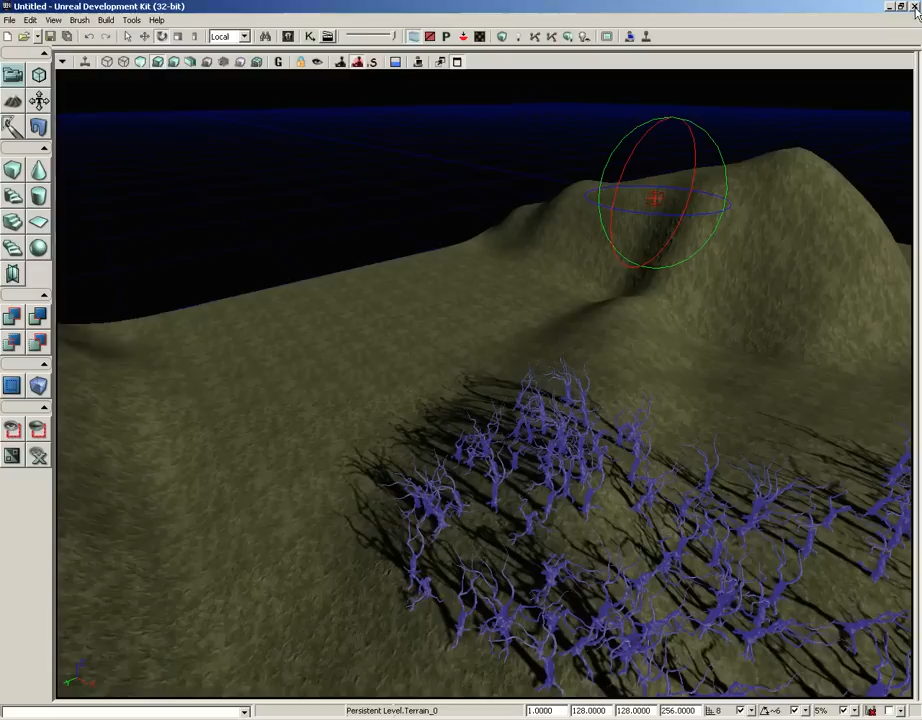 Untitled - Unreal Development Kit (32-bit)
File Edit View Brush Build Tools Help
Local
K.
P
G
S
Persistent Level.Terrain_0
1.0000
128.0000
128.0000
256.0000
8
~6
5%